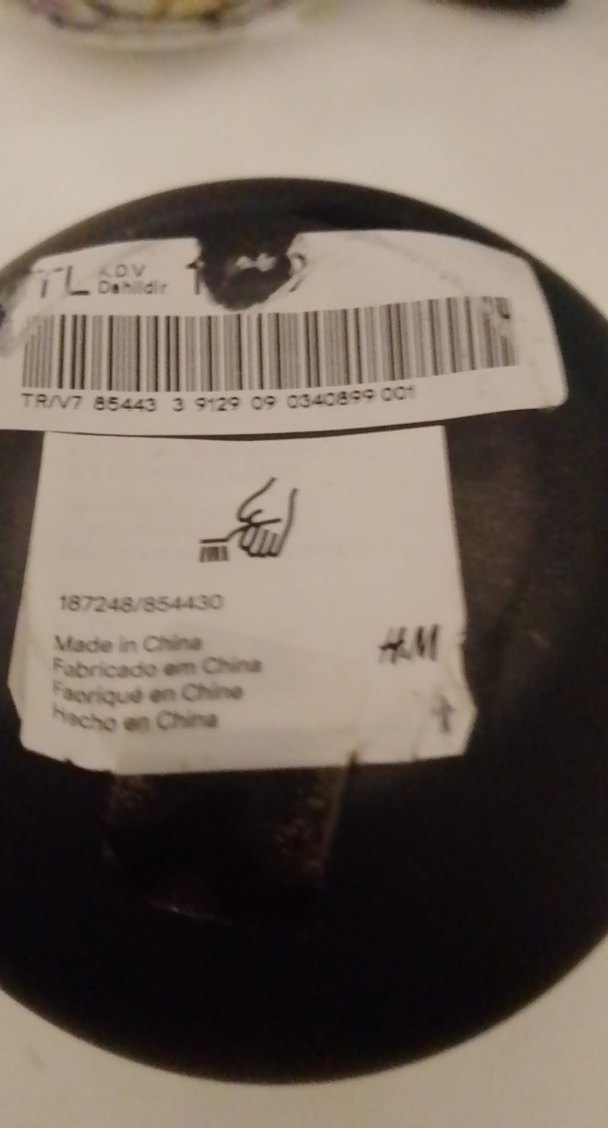 TL K.D.V
Dahildir
TR/V7 85443 3 9129 09 0340899 001
187248/854430
Made in China
Fabricado em China
Fabriqué en Chine
Hecho en China
H&M